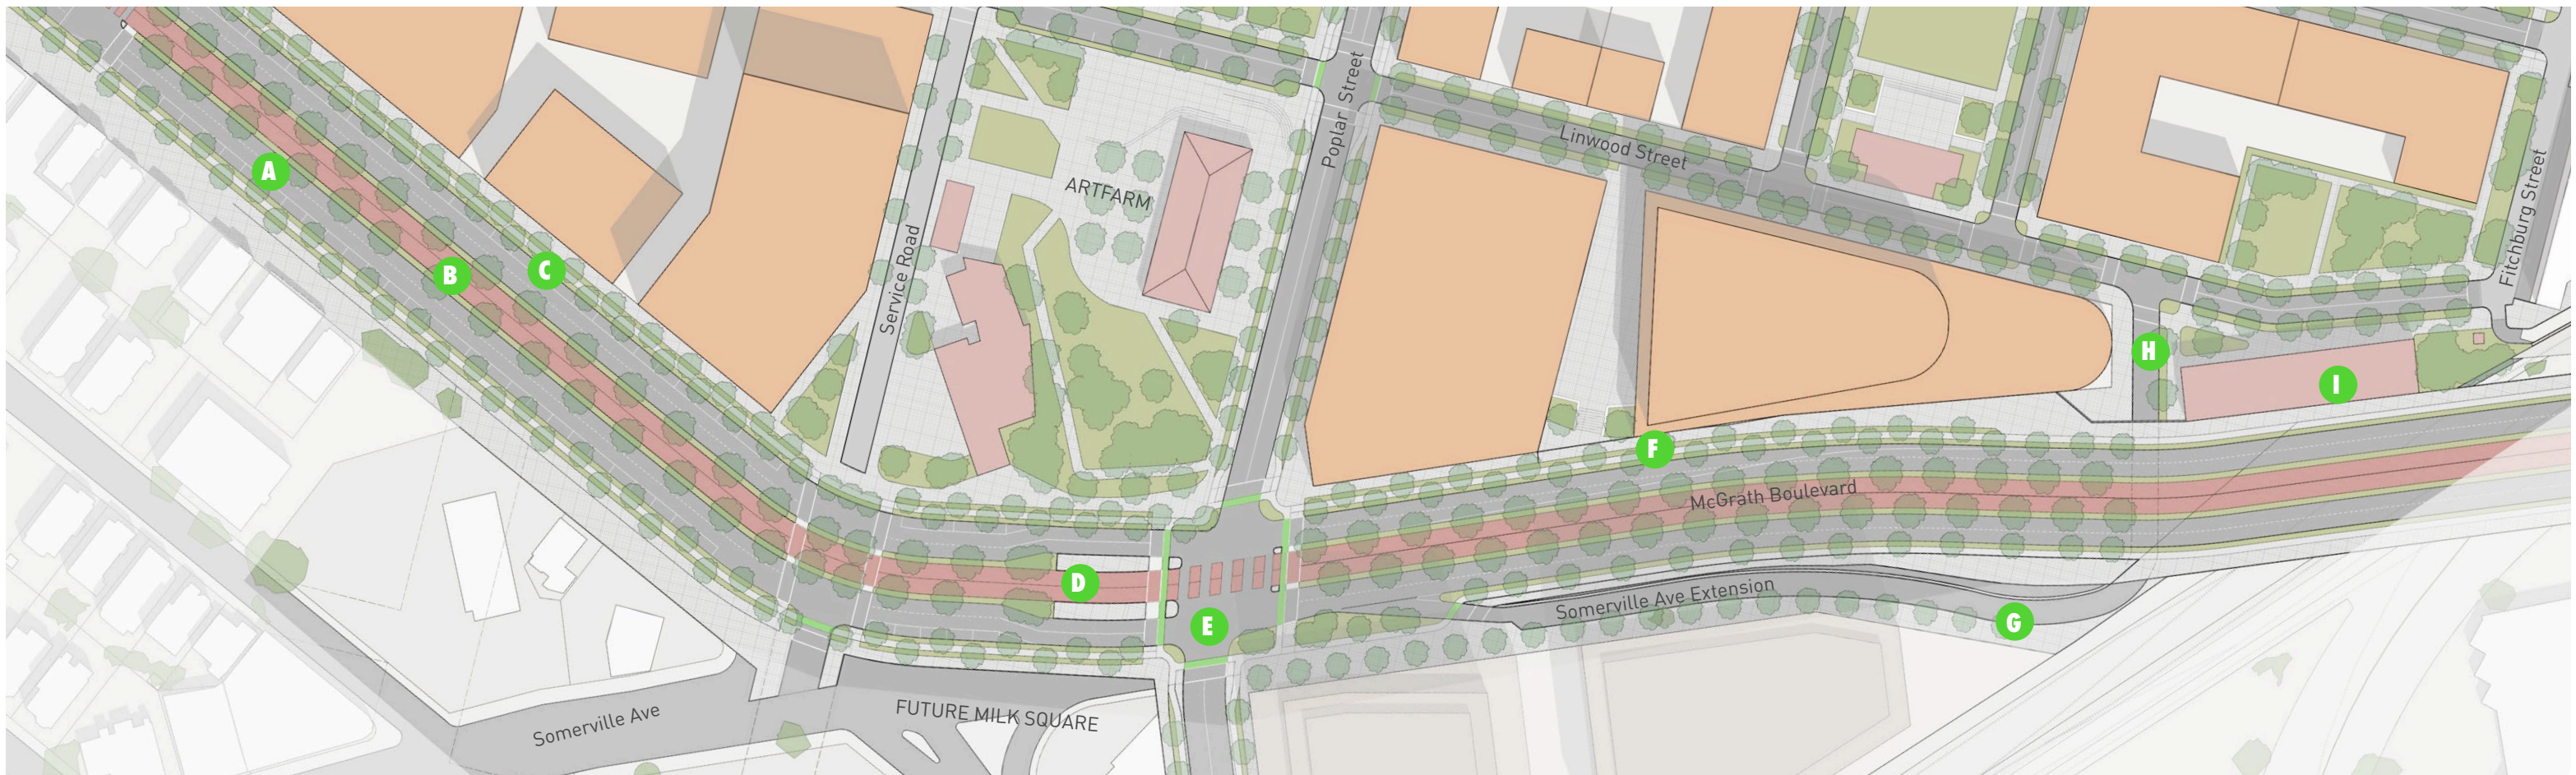 Poplar Street
Linwood Street
A
ARTFARM
Fitchburg Street
B
C
Service Road
H
I
F
McGrath Boulevard
D
Somerville Ave Extension
E
G
Somerville Ave
FUTURE MILK SQUARE